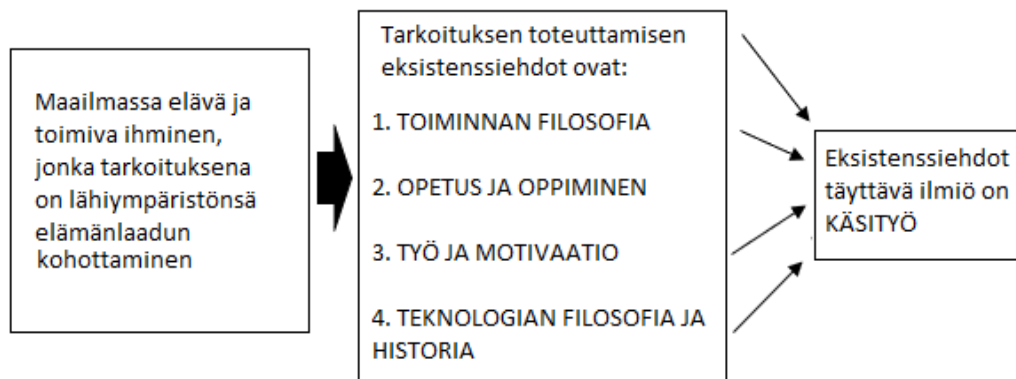 Maailmassa elävä ja
toimiva ihminen,
jonka tarkoituksena
on lähiympäristönsä
elämänlaadun
kohottaminen
Tarkoituksen toteuttamisen
eksistenssiehdot ovat:
1. TOIMINNAN FILOSOFIA
2. OPETUS JA OPPIMINEN
3. TYÖ JA MOTIVAATIO
4. TEKNOLOGIAN FILOSOFIA JA
HISTORIA
Eksistenssiehdot
täyttävä ilmiö on
KÄSITYÖ